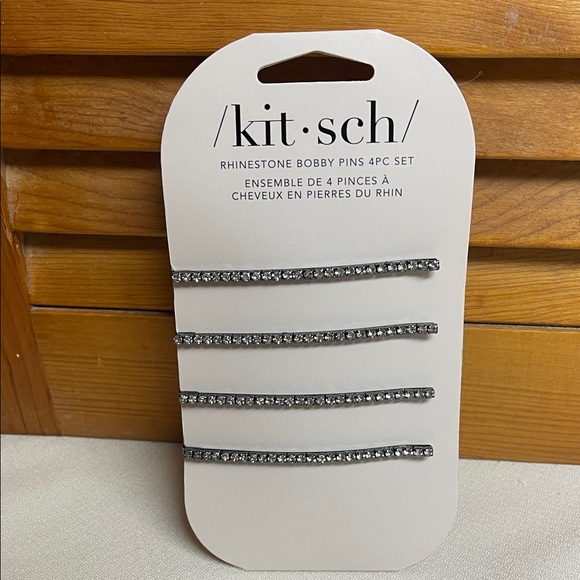 /kit·sch/
RHINESTONE BOBBY PINS 4PC SET
ENSEMBLE DE 4 PINCES À
CHEVEUX EN PIERRES DU RHIN